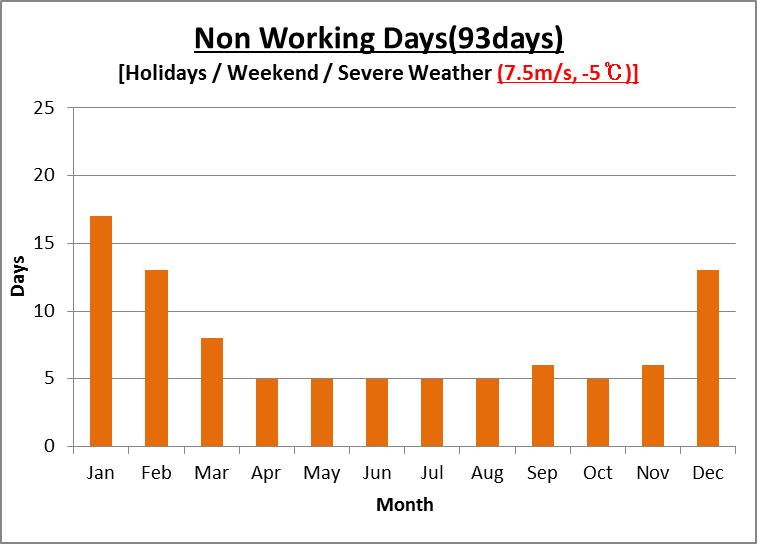 Non Working Days(93days)
[Holidays / Weekend / Severe Weather (7.5m/s, -5℃)]
25
20
15
10
5
0
Days
Jan Feb Mar Apr May Jun Jul Aug Sep Oct Nov Dec
Month